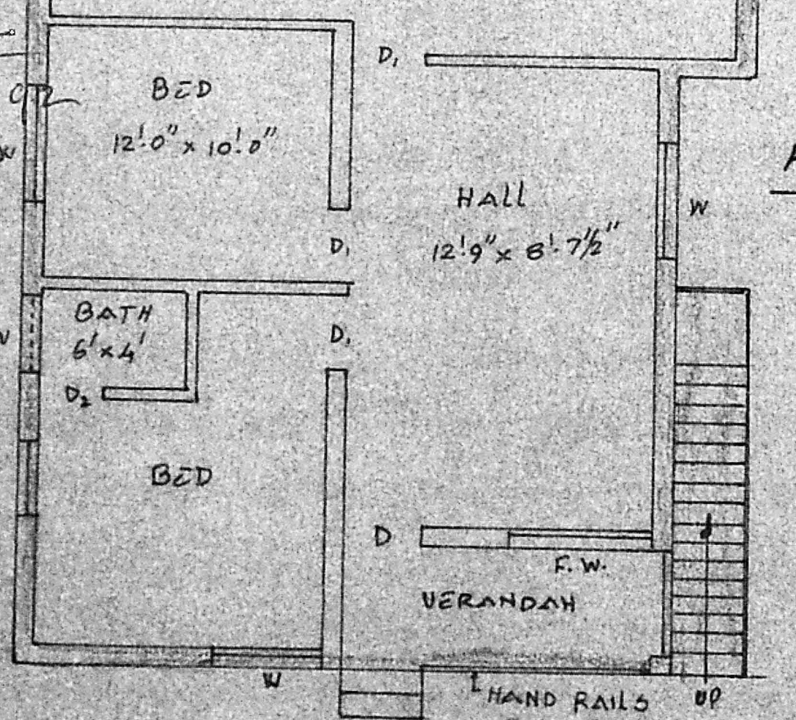 D1
BED
12'.0" x 10'.0"
W
HALL
12'.9" x 8'.7½"
W
D1
BATH
6' x 4'
D1
D2
BED
D
F.W.
VERANDAH
W
HAND RAILS
UP